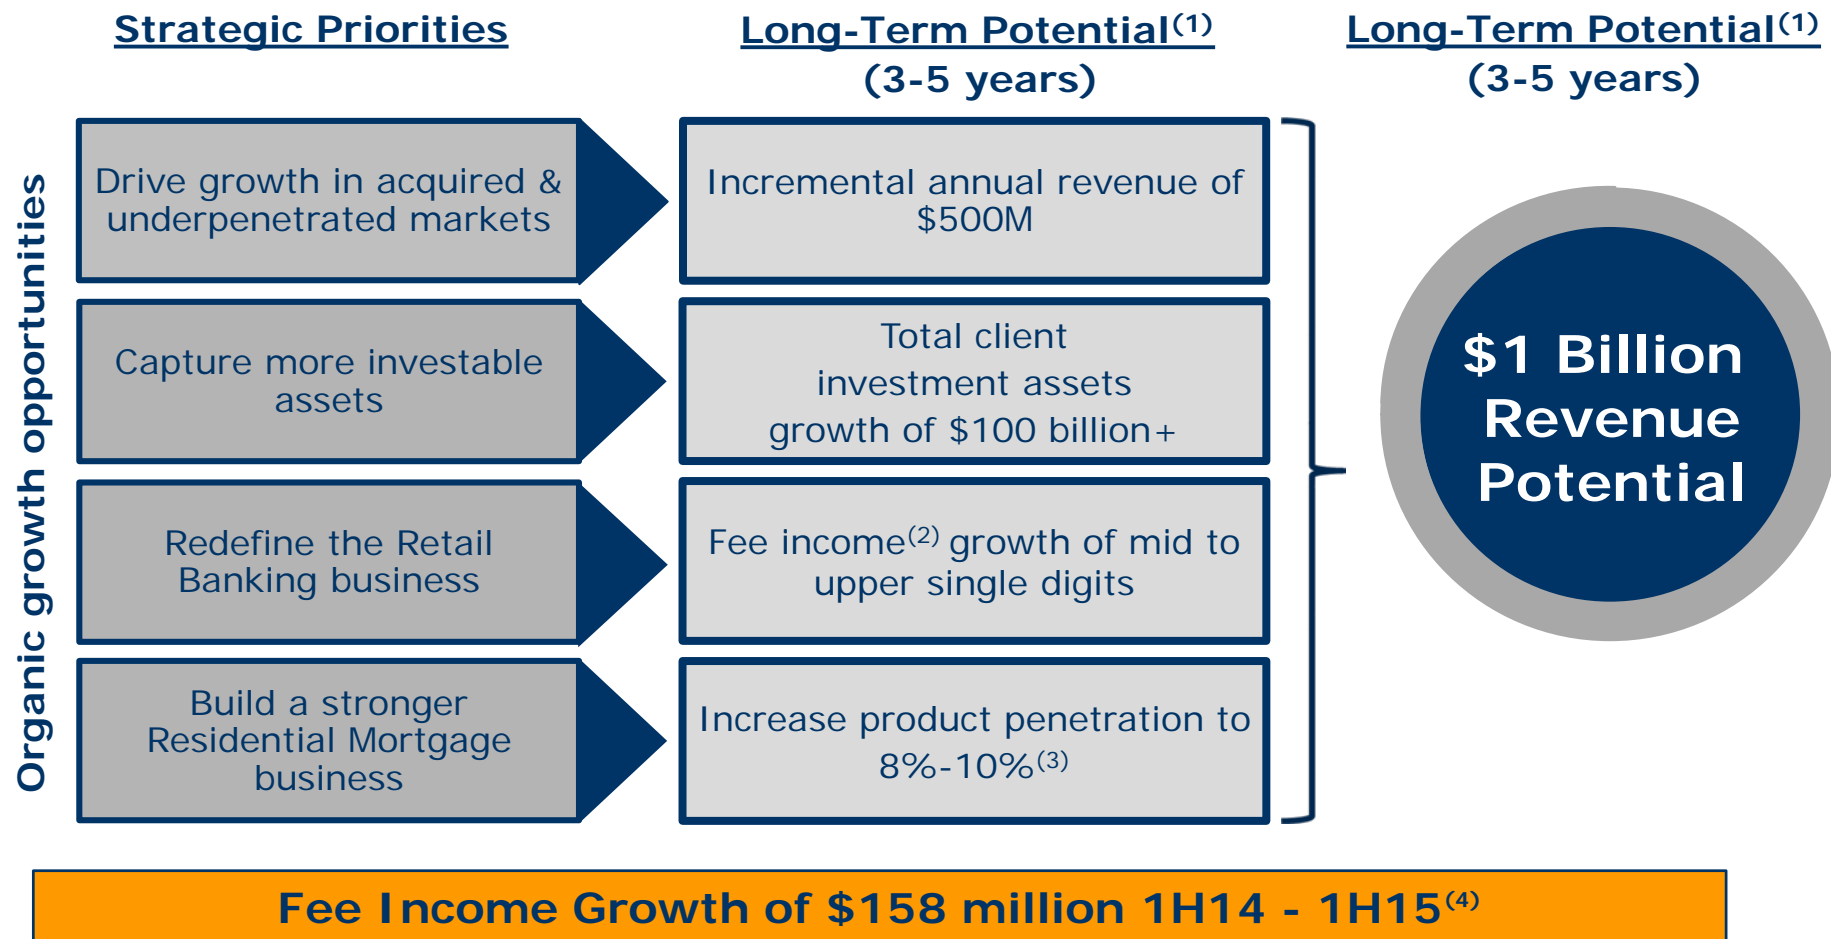 Strategic Priorities
Long-Term Potential(1)
(3-5 years)
Long-Term Potential(1)
(3-5 years)
Organic growth opportunities
Drive growth in acquired &
underpenetrated markets
Incremental annual revenue of
$500M
Capture more investable
assets
Total client
investment assets
growth of $100 billion+
Redefine the Retail
Banking business
Fee income(2) growth of mid to
upper single digits
Build a stronger
Residential Mortgage
business
Increase product penetration to
8%-10%(3)
$1 Billion
Revenue
Potential
Fee Income Growth of $158 million 1H14 - 1H15(4)